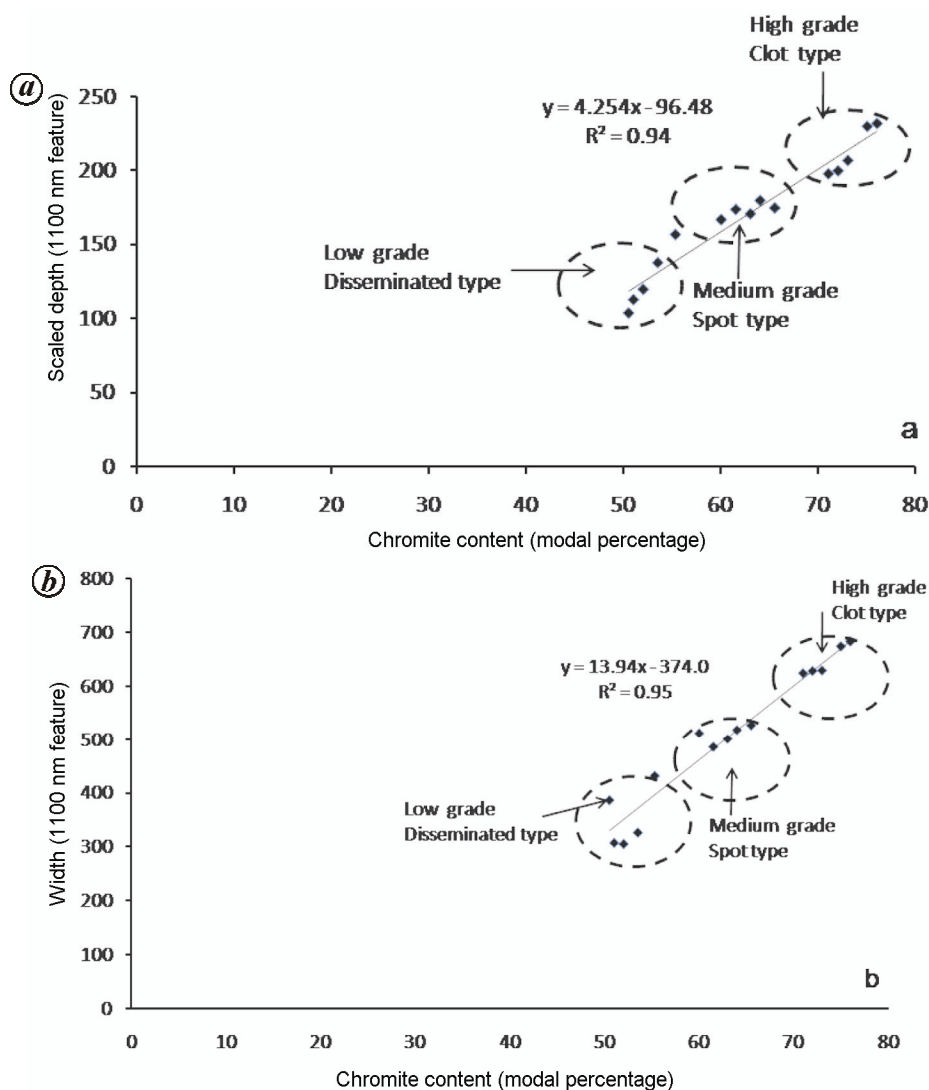 a
High grade
Clot type
Scaled depth (1100 nm feature)
250
200
150
100
50
0
y = 4.254x - 96.48
R² = 0.94
Low grade
Disseminated type
Medium grade
Spot type
a
0 10 20 30 40 50 60 70 80
Chromite content (modal percentage)
b
High grade
Clot type
Width (1100 nm feature)
800
700
600
500
400
300
200
100
0
y = 13.94x - 374.0
R² = 0.95
Low grade
Disseminated type
Medium grade
Spot type
b
0 10 20 30 40 50 60 70 80
Chromite content (modal percentage)